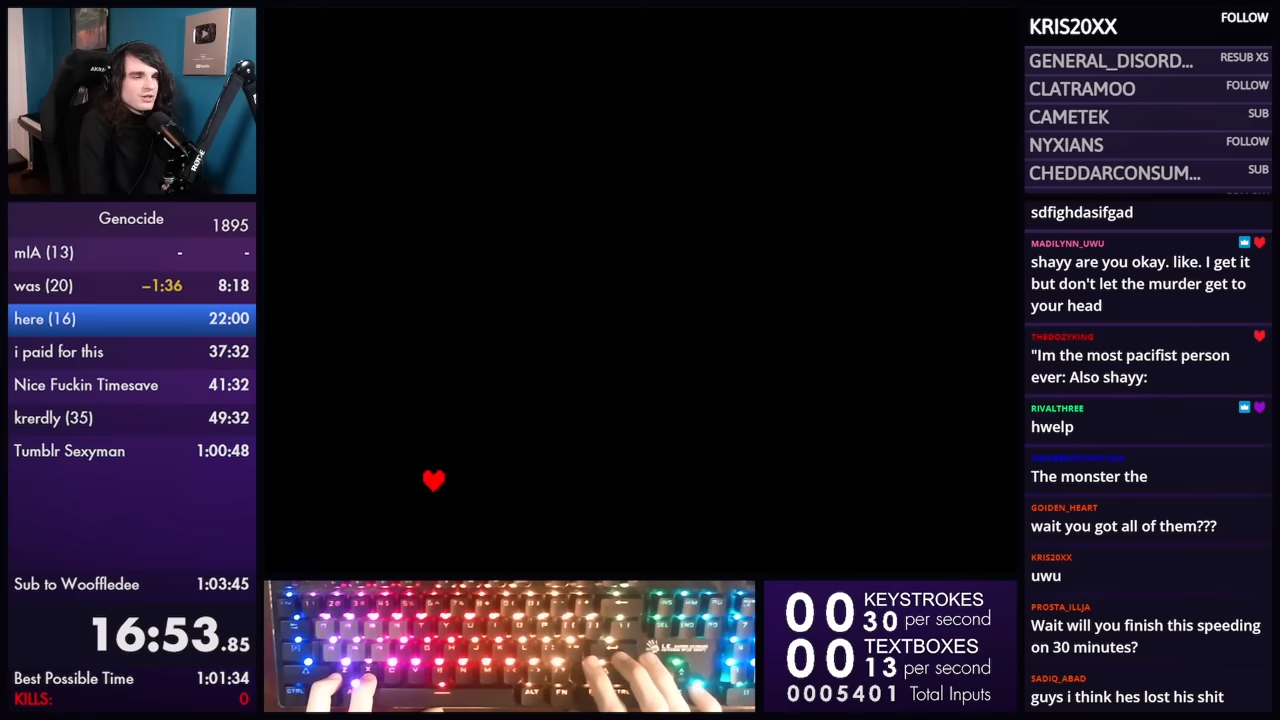 Genocide
1895
mIA (13) - -
was (20) −1:36 8:18
here (16) 22:00
i paid for this 37:32
Nice Fuckin Timesave 41:32
krerdly (35) 49:32
Tumblr Sexyman 1:00:48
Sub to Wooffledee 1:03:45
16:53.85
Best Possible Time 1:01:34
KILLS: 0
RODE
ALT FN
CTRL
00 30 KEYSTROKES per second
00 13 TEXTBOXES per second
0005401 Total Inputs
KRIS20XX FOLLOW
GENERAL_DISORD... RESUB X5
CLATRAMOO FOLLOW
CAMETEK SUB
NYXIANS FOLLOW
CHEDDARCONSUM... SUB
sdfighdasifgad
MADILYNN_UWU
shayy are you okay. like. I get it
but don't let the murder get to
your head
THEDOZYKING
"Im the most pacifist person
ever: Also shayy:
RIVALTHREE
hwelp
The monster the
GOIDEN_HEART
wait you got all of them???
KRIS20XX
uwu
PROSTA_ILLJA
Wait will you finish this speeding
on 30 minutes?
SADIQ_ABAD
guys i think hes lost his shit